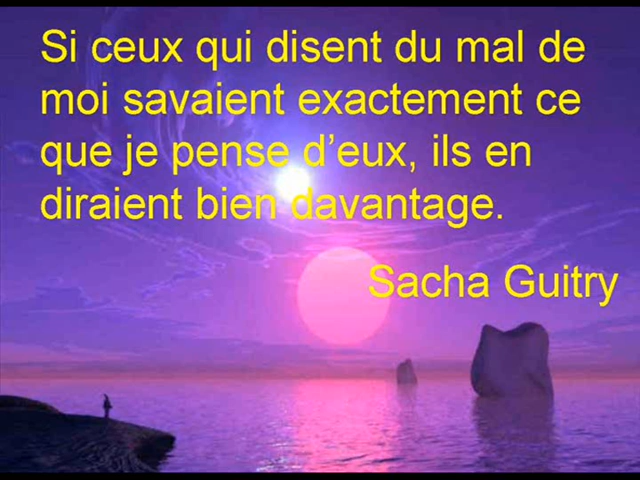 Si ceux qui disent du mal de
moi savaient exactement ce
que je pense d’eux, ils en
diraient bien davantage.
Sacha Guitry